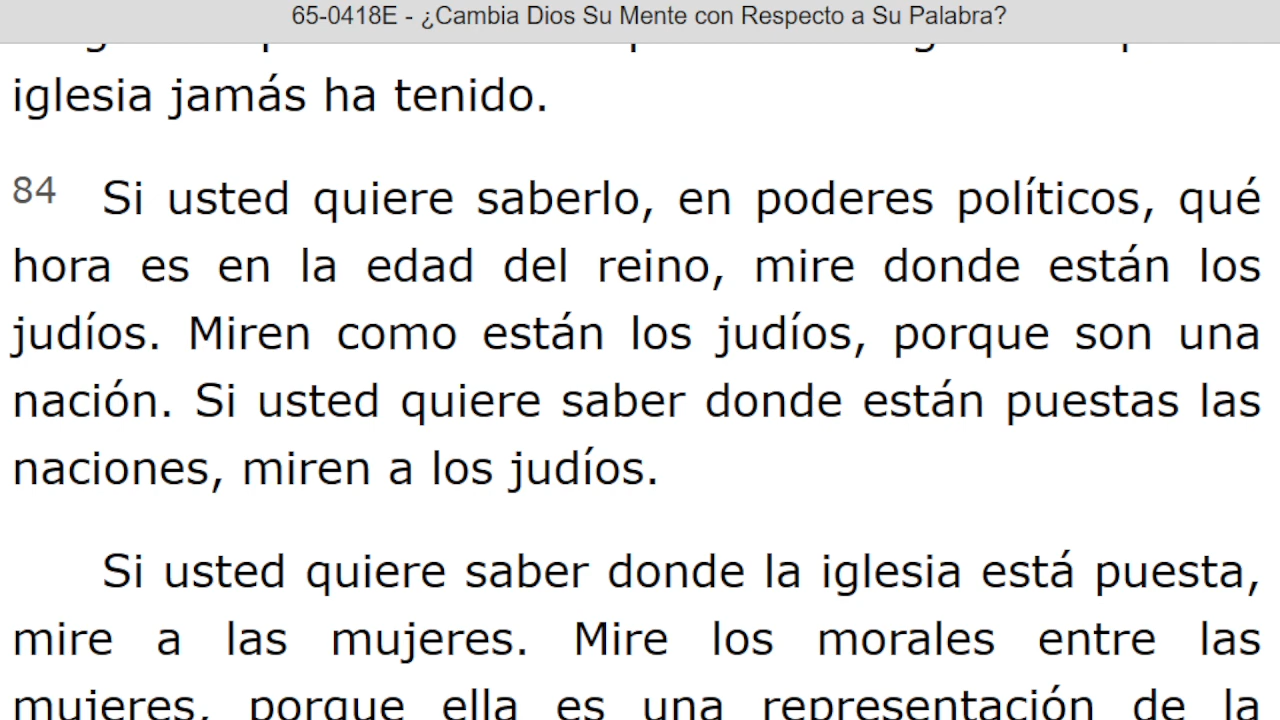 65-0418E - ¿Cambia Dios Su Mente con Respecto a Su Palabra?
iglesia jamás ha tenido.
84 Si usted quiere saberlo, en poderes políticos, qué
hora es en la edad del reino, mire donde están los
judíos. Miren como están los judíos, porque son una
nación. Si usted quiere saber donde están puestas las
naciones, miren a los judíos.
Si usted quiere saber donde la iglesia está puesta,
mire a las mujeres. Mire los morales entre las
mujeres, porque ella es una representación de la